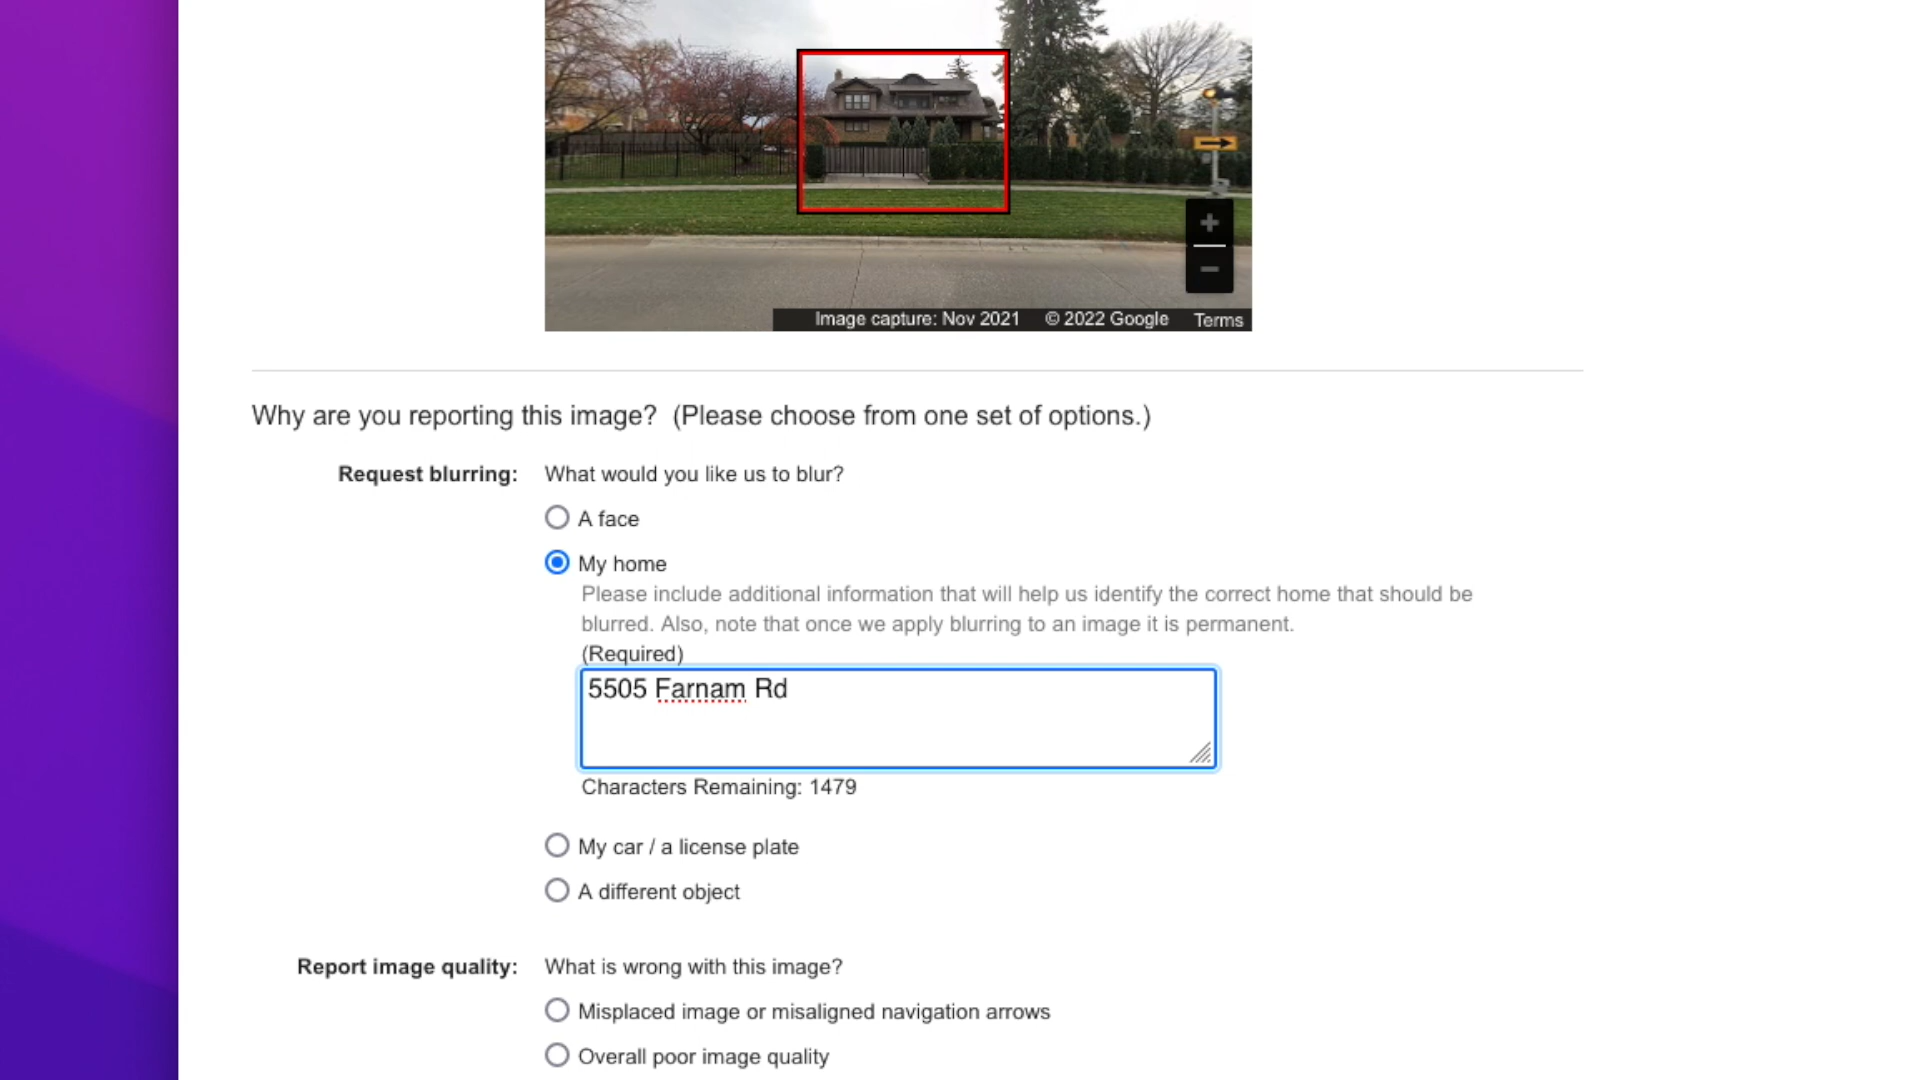 Image capture: Nov 2021 © 2022 Google Terms
Why are you reporting this image? (Please choose from one set of options.)
Request blurring: What would you like us to blur?
A face
My home
Please include additional information that will help us identify the correct home that should be
blurred. Also, note that once we apply blurring to an image it is permanent.
(Required)
5505 Farnam Rd
Characters Remaining: 1479
My car / a license plate
A different object
Report image quality: What is wrong with this image?
Misplaced image or misaligned navigation arrows
Overall poor image quality